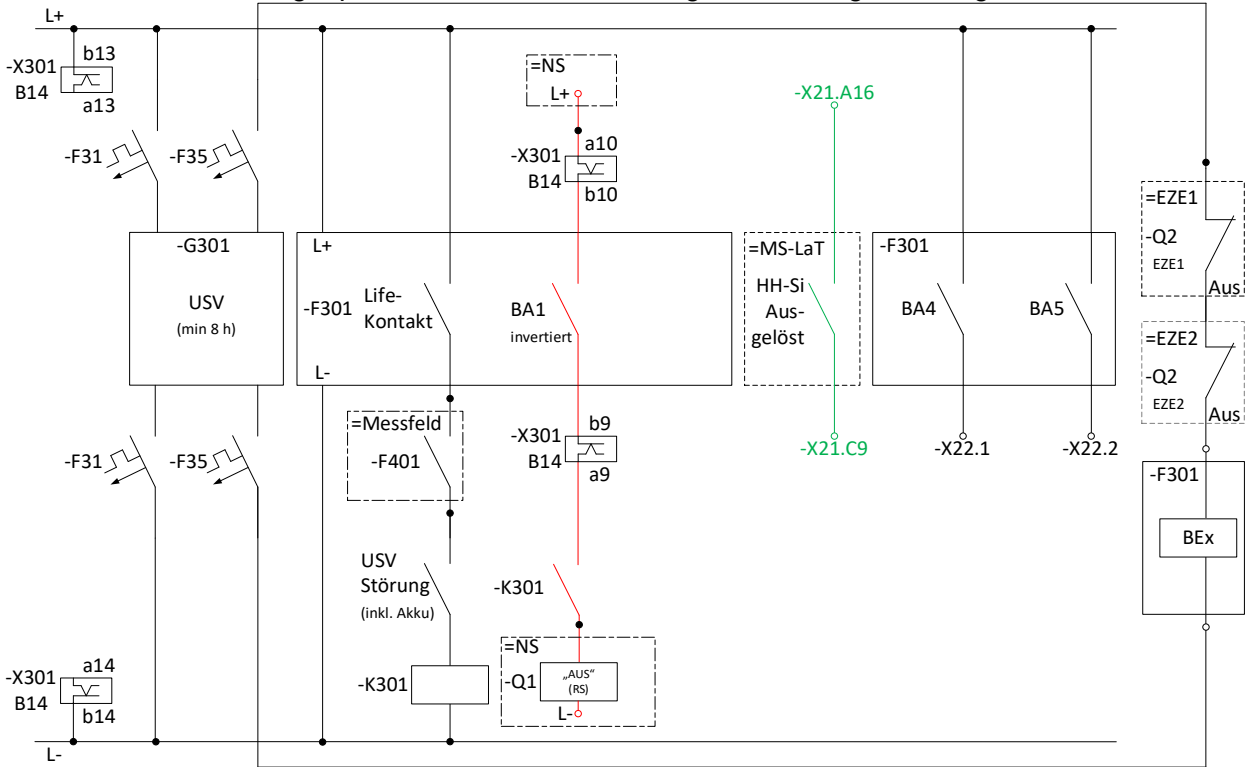 L+
-X301
B14
b13
a13
=NS
L+
-X301
B14
a10
b10
-X21.A16
-F31
-F35
=EZE1
-Q2
EZE1
Aus
-G301
USV
(min 8 h)
L+
-F301
Life-
Kontakt
BA1
invertiert
L-
=MS-LaT
HH-Si
Aus-
gelöst
-F301
BA4
BA5
=EZE2
-Q2
EZE2
Aus
=Messfeld
-F401
-X301
B14
b9
a9
-X21.C9
-X22.1
-X22.2
-F31
-F35
-F301
BEx
USV
Störung
(inkl. Akku)
-K301
=NS
-Q1
„AUS“
(RS)
L-
-K301
-X301
B14
a14
b14
L-